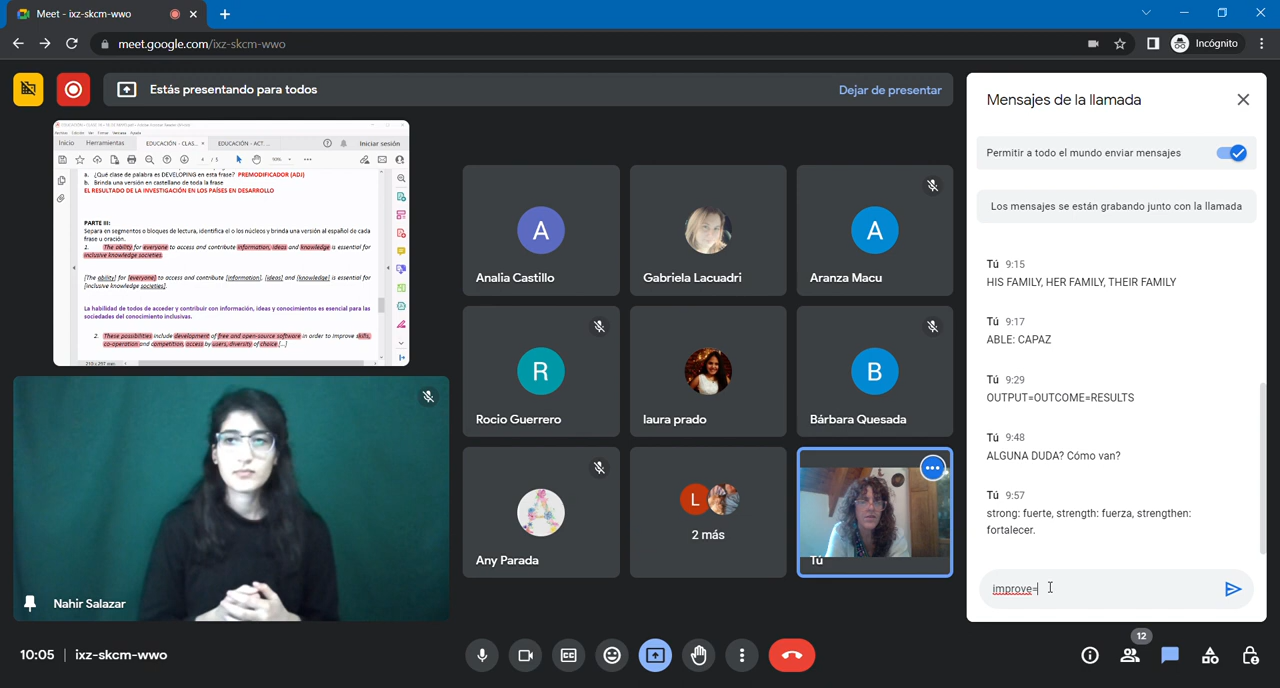 Meet - ixz-skcm-wwo
meet.google.com/ixz-skcm-wwo
Incógnito
Estás presentando para todos
Dejar de presentar
Inicio Herramientas EDUCACIÓN - CLAS... × EDUCACIÓN - ACT... Iniciar sesión
a. ¿Qué clase de palabra es DEVELOPING en esta frase? PREMODIFICADOR (ADJ)
b. Brinda una versión en castellano de toda la frase
EL RESULTADO DE LA INVESTIGACIÓN EN LOS PAÍSES EN DESARROLLO
PARTE III:
Separa en segmentos o bloques de lectura, identifica el o los núcleos y brinda una versión al español de cada
frase u oración.
1. The ability for everyone to access and contribute information, ideas and knowledge is essential for
inclusive knowledge societies.
[The ability] for [everyone] to access and contribute [information], [ideas] and [knowledge] is essential for
[inclusive knowledge societies].
La habilidad de todos de acceder y contribuir con información, ideas y conocimientos es esencial para las
sociedades del conocimiento inclusivas.
2. These possibilities include development of free and open-source software in order to improve skills,
co-operation and competition, access by users, diversity of choice [...]
Nahir Salazar
A
Analia Castillo
Gabriela Lacuadri
A
Aranza Macu
R
Rocio Guerrero
laura prado
B
Bárbara Quesada
Any Parada
L
2 más
Tú
Mensajes de la llamada
Permitir a todo el mundo enviar mensajes
Los mensajes se están grabando junto con la llamada
Tú 9:15
HIS FAMILY, HER FAMILY, THEIR FAMILY
Tú 9:17
ABLE: CAPAZ
Tú 9:29
OUTPUT=OUTCOME=RESULTS
Tú 9:48
ALGUNA DUDA? Cómo van?
Tú 9:57
strong: fuerte, strength: fuerza, strengthen:
fortalecer.
improve=
10:05 | ixz-skcm-wwo
12